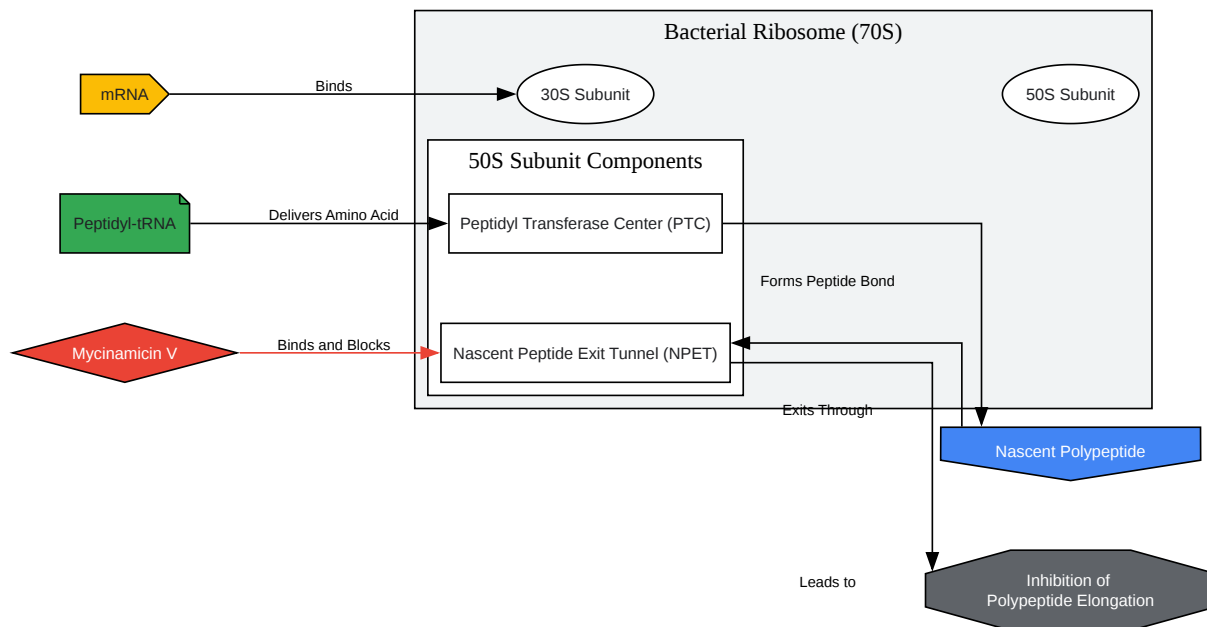 Bacterial Ribosome (70S)
mRNA
Binds
30S Subunit
50S Subunit
50S Subunit Components
Peptidyl-tRNA
Delivers Amino Acid
Peptidyl Transferase Center (PTC)
Forms Peptide Bond
Mycinamicin V
Binds and Blocks
Nascent Peptide Exit Tunnel (NPET)
Exits Through
Nascent Polypeptide
Leads to
Inhibition of
Polypeptide Elongation